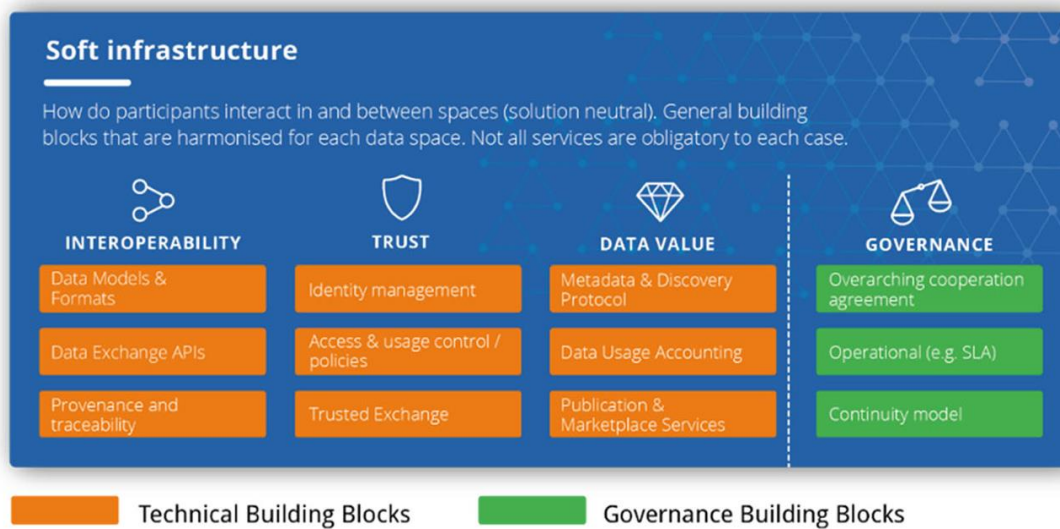 Soft infrastructure
How do participants interact in and between spaces (solution neutral). General building
blocks that are harmonised for each data space. Not all services are obligatory to each case.
INTEROPERABILITY
Data Models &
Formats
Data Exchange APIs
Provenance and
traceability
TRUST
Identity management
Access & usage control /
policies
Trusted Exchange
DATA VALUE
Metadata & Discovery
Protocol
Data Usage Accounting
Publication &
Marketplace Services
GOVERNANCE
Overarching cooperation
agreement
Operational (e.g. SLA)
Continuity model
Technical Building Blocks
Governance Building Blocks